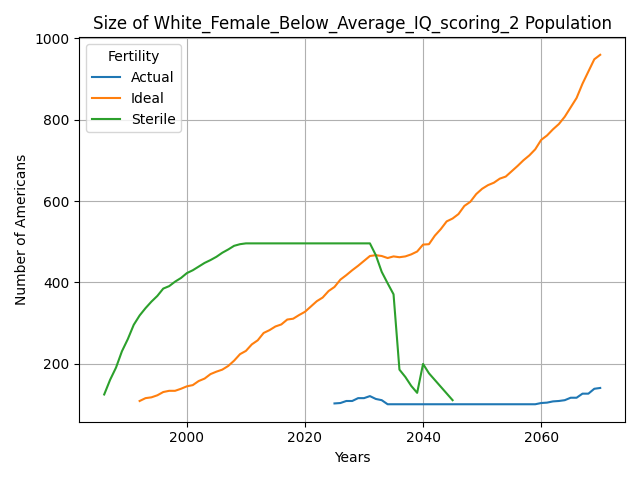 Size of White_Female_Below_Average_IQ_scoring_2 Population
Fertility
Actual
Ideal
Sterile
1000
800
600
400
200
Number of Americans
2000
2020
2040
2060
Years